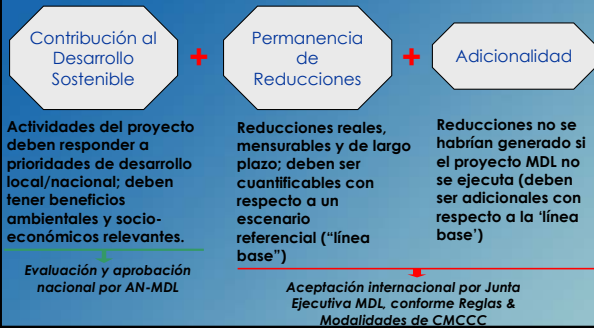 Contribución al
Desarrollo
Sostenible
+
Permanencia
de
Reducciones
+
Adicionalidad
Actividades del proyecto
deben responder a
prioridades de desarrollo
local/nacional; deben
tener beneficios
ambientales y socio-
económicos relevantes.
Reducciones reales,
mensurables y de largo
plazo; deben ser
cuantificables con
respecto a un
escenario
referencial (“línea
base”)
Reducciones no se
habrían generado si
el proyecto MDL no
se ejecuta (deben
ser adicionales con
respecto a la ‘línea
base’)
Evaluación y aprobación
nacional por AN-MDL
Aceptación internacional por Junta
Ejecutiva MDL, conforme Reglas &
Modalidades de CMCCC